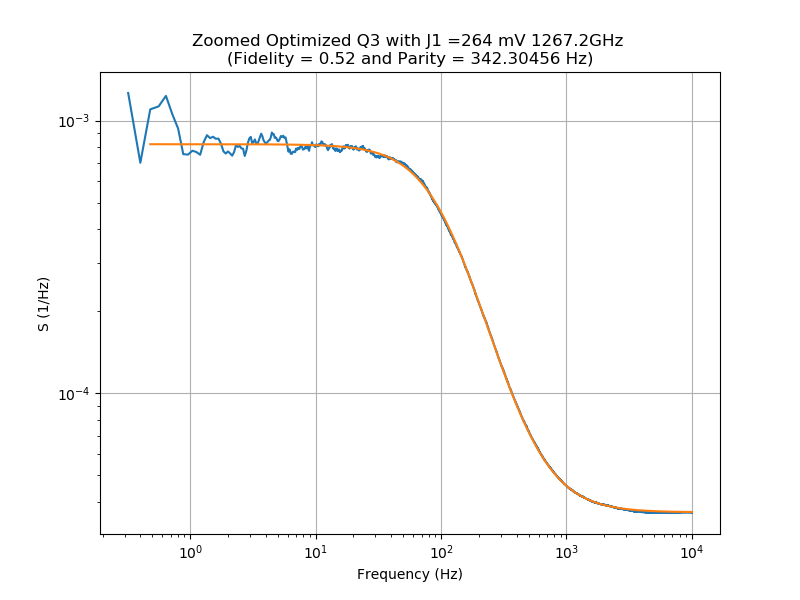 Zoomed Optimized Q3 with J1 =264 mV 1267.2GHz
(Fidelity = 0.52 and Parity = 342.30456 Hz)
S (1/Hz)
10⁻³
10⁻⁴
10⁰ 10¹ 10² 10³ 10⁴
Frequency (Hz)